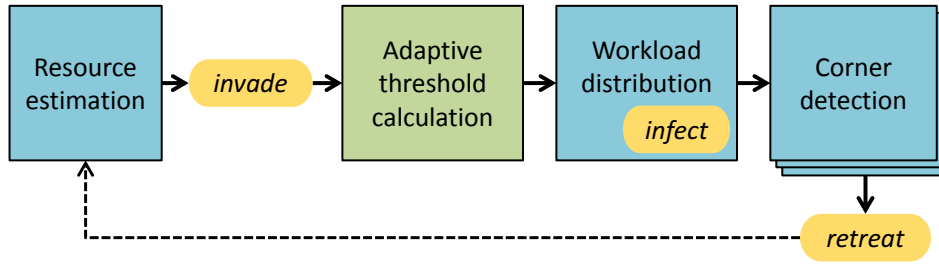 Resource
estimation
invade
Adaptive
threshold
calculation
Workload
distribution
infect
Corner
detection
retreat